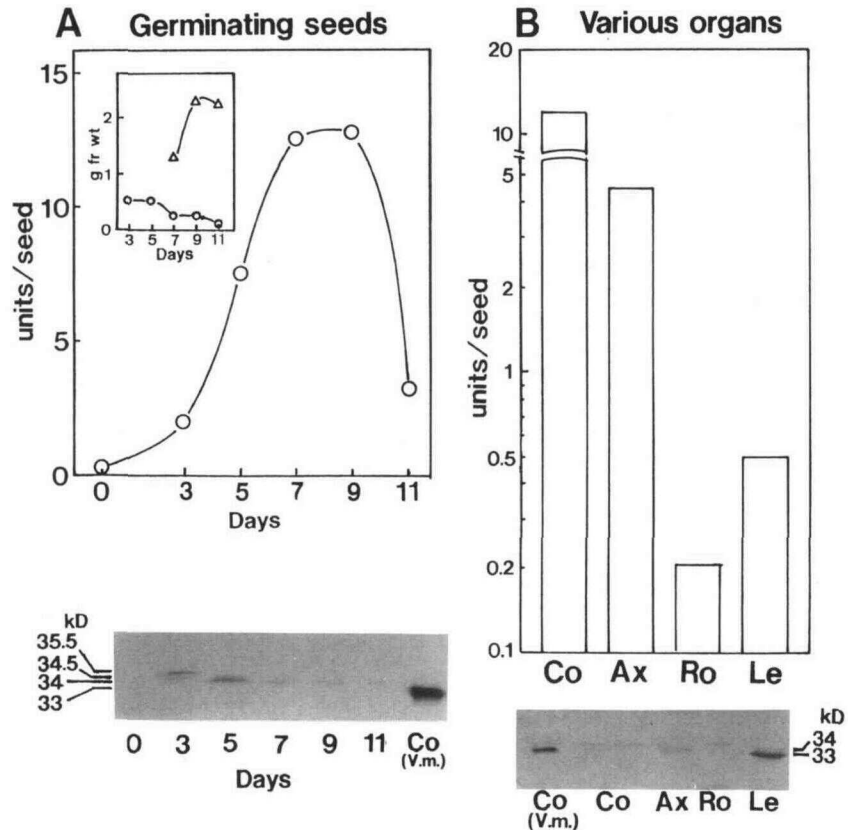 A Germinating seeds
15
10
5
0
units/seed
0 3 5 7 9 11
Days
2
1
0
g fr wt
3 5 7 9 11
Days
kD
35.5
34.5
34
33
0 3 5 7 9 11 Co
(V.m.)
Days
B Various organs
20
10
5
2
1
0.5
0.2
0.1
units/seed
Co Ax Ro Le
kD
34
33
Co Co Ax Ro Le
(V.m.)